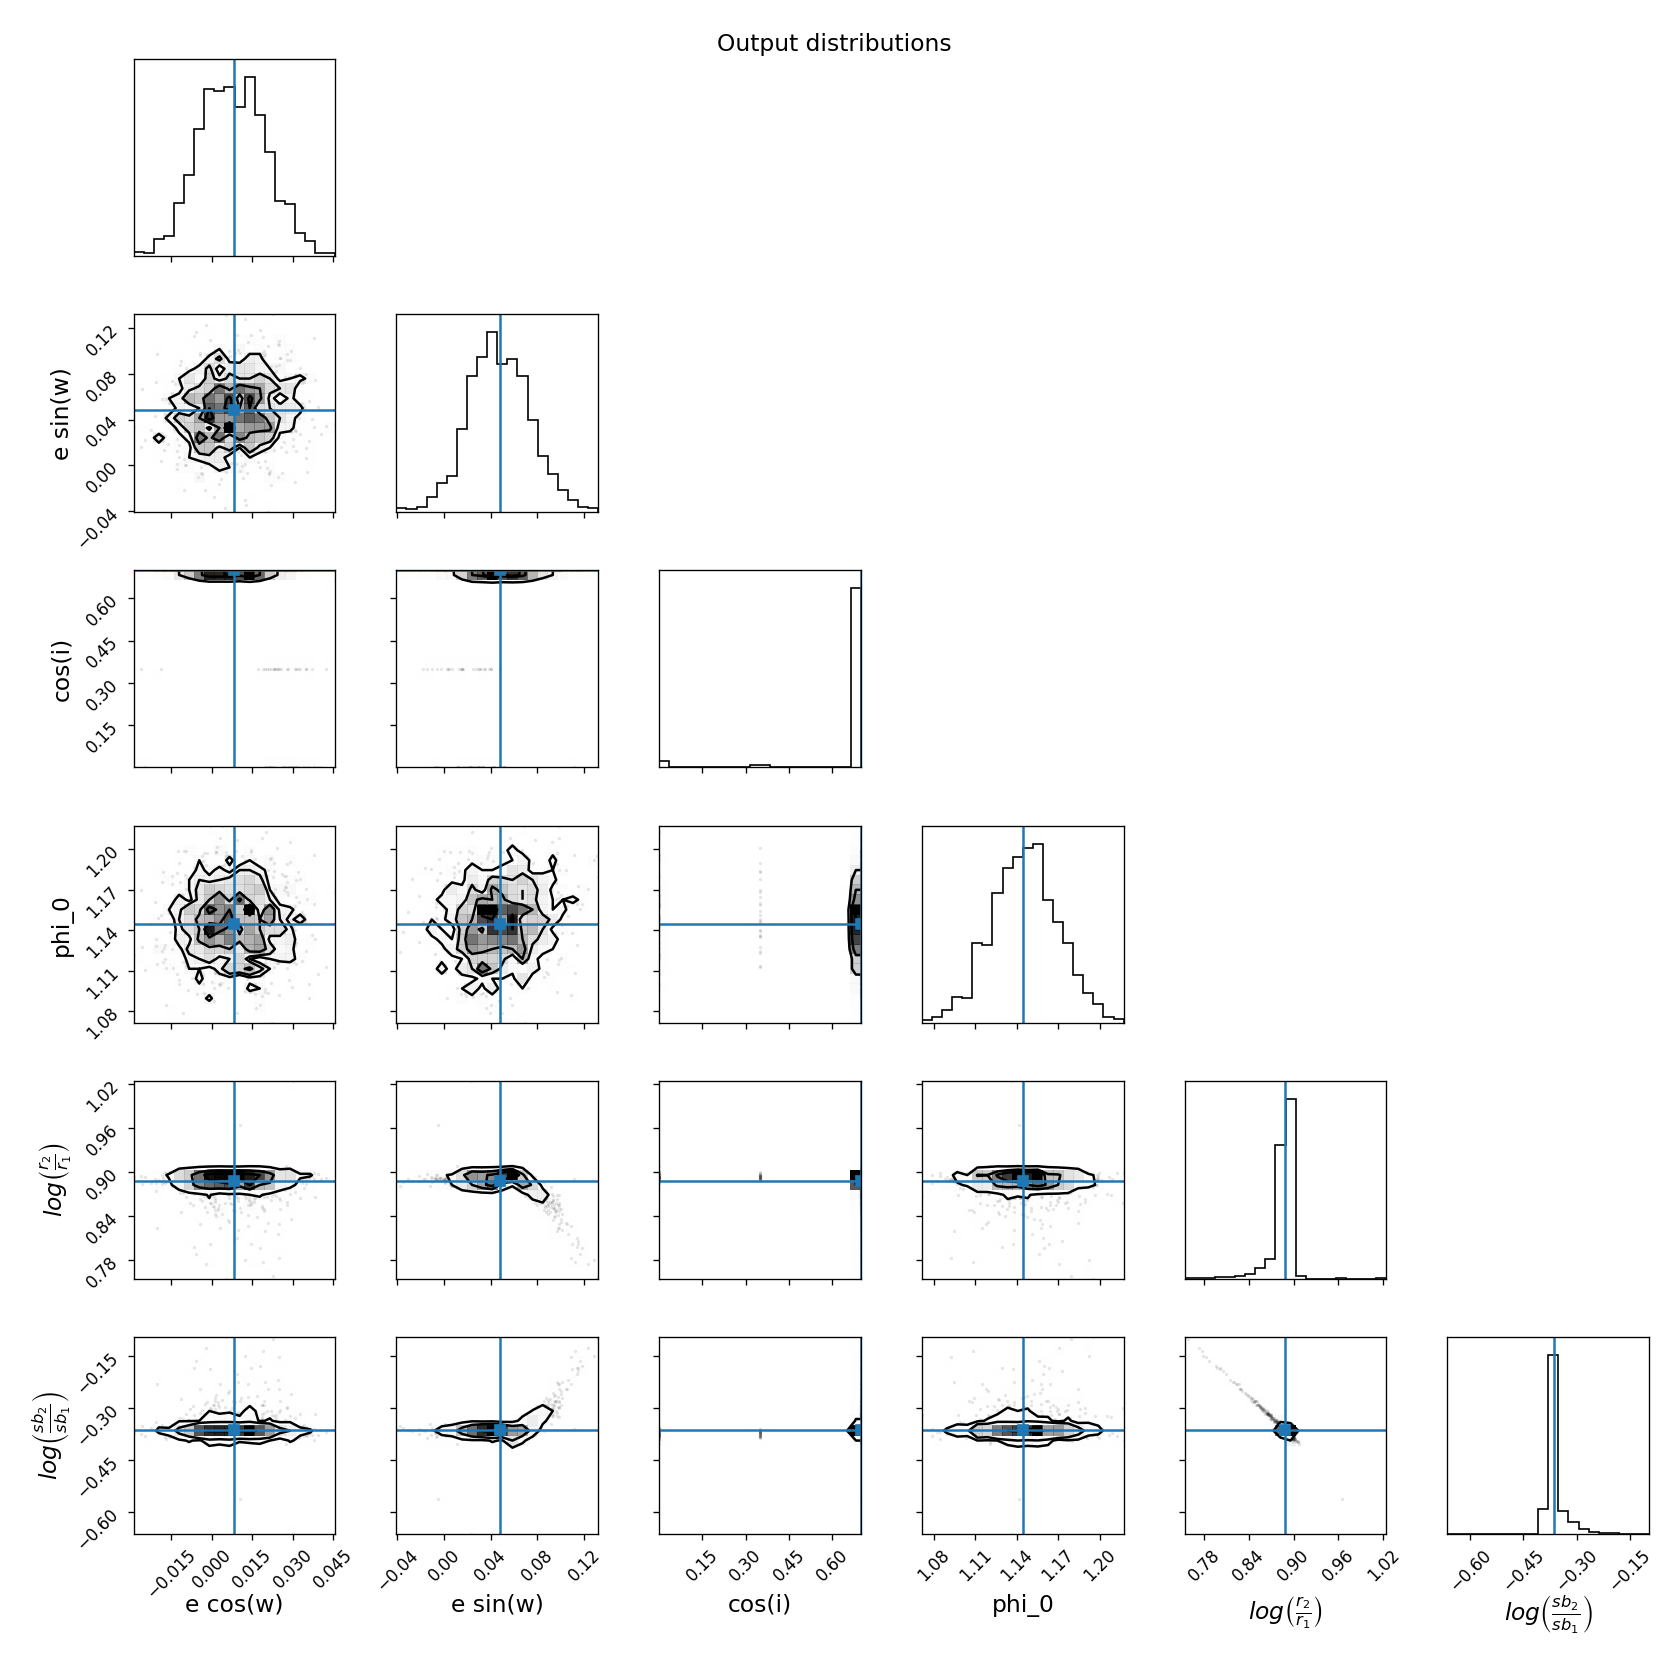 Output distributions
e sin(w)
0.12
0.08
0.04
0.00
−0.04
cos(i)
0.60
0.45
0.30
0.15
phi_0
1.20
1.17
1.14
1.11
1.08
log(r₂/r₁)
1.02
0.96
0.90
0.84
0.78
log(sb₂/sb₁)
−0.15
−0.30
−0.45
−0.60
−0.015 0.000 0.015 0.030 0.045
−0.04 0.00 0.04 0.08 0.12
0.15 0.30 0.45 0.60
1.08 1.11 1.14 1.17 1.20
0.78 0.84 0.90 0.96 1.02
−0.60 −0.45 −0.30 −0.15
e cos(w)
e sin(w)
cos(i)
phi_0
log(r₂/r₁)
log(sb₂/sb₁)